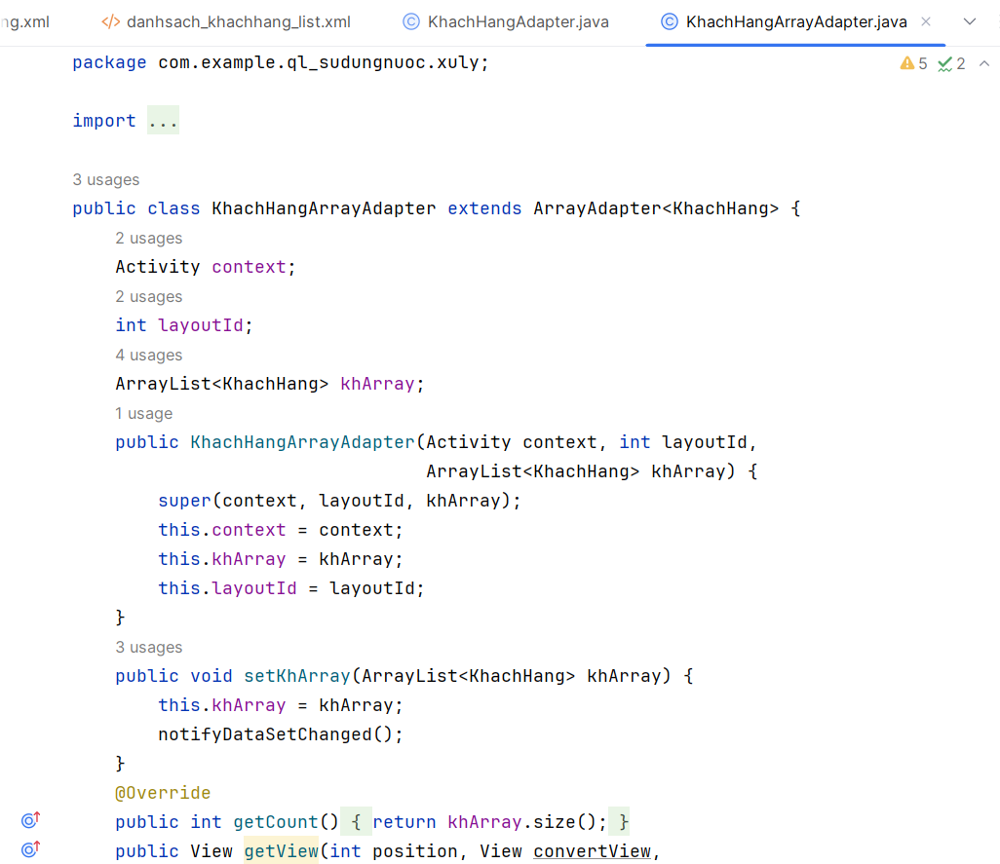 ng.xml danhsach_khachhang_list.xml KhachHangAdapter.java KhachHangArrayAdapter.java
package com.example.ql_sudungnuoc.xuly; 5 2
import ...
3 usages
public class KhachHangArrayAdapter extends ArrayAdapter<KhachHang> {
2 usages
Activity context;
2 usages
int layoutId;
4 usages
ArrayList<KhachHang> khArray;
1 usage
public KhachHangArrayAdapter(Activity context, int layoutId,
ArrayList<KhachHang> khArray) {
super(context, layoutId, khArray);
this.context = context;
this.khArray = khArray;
this.layoutId = layoutId;
}
3 usages
public void setKhArray(ArrayList<KhachHang> khArray) {
this.khArray = khArray;
notifyDataSetChanged();
}
@Override
public int getCount() { return khArray.size(); }
public View getView(int position, View convertView,